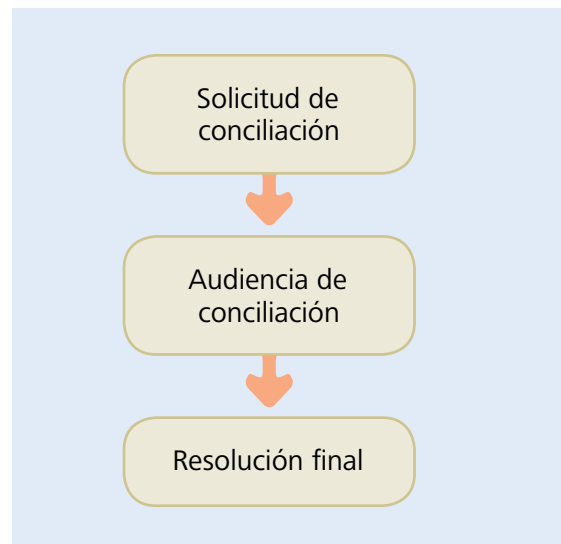 Solicitud de
conciliación
Audiencia de
conciliación
Resolución final